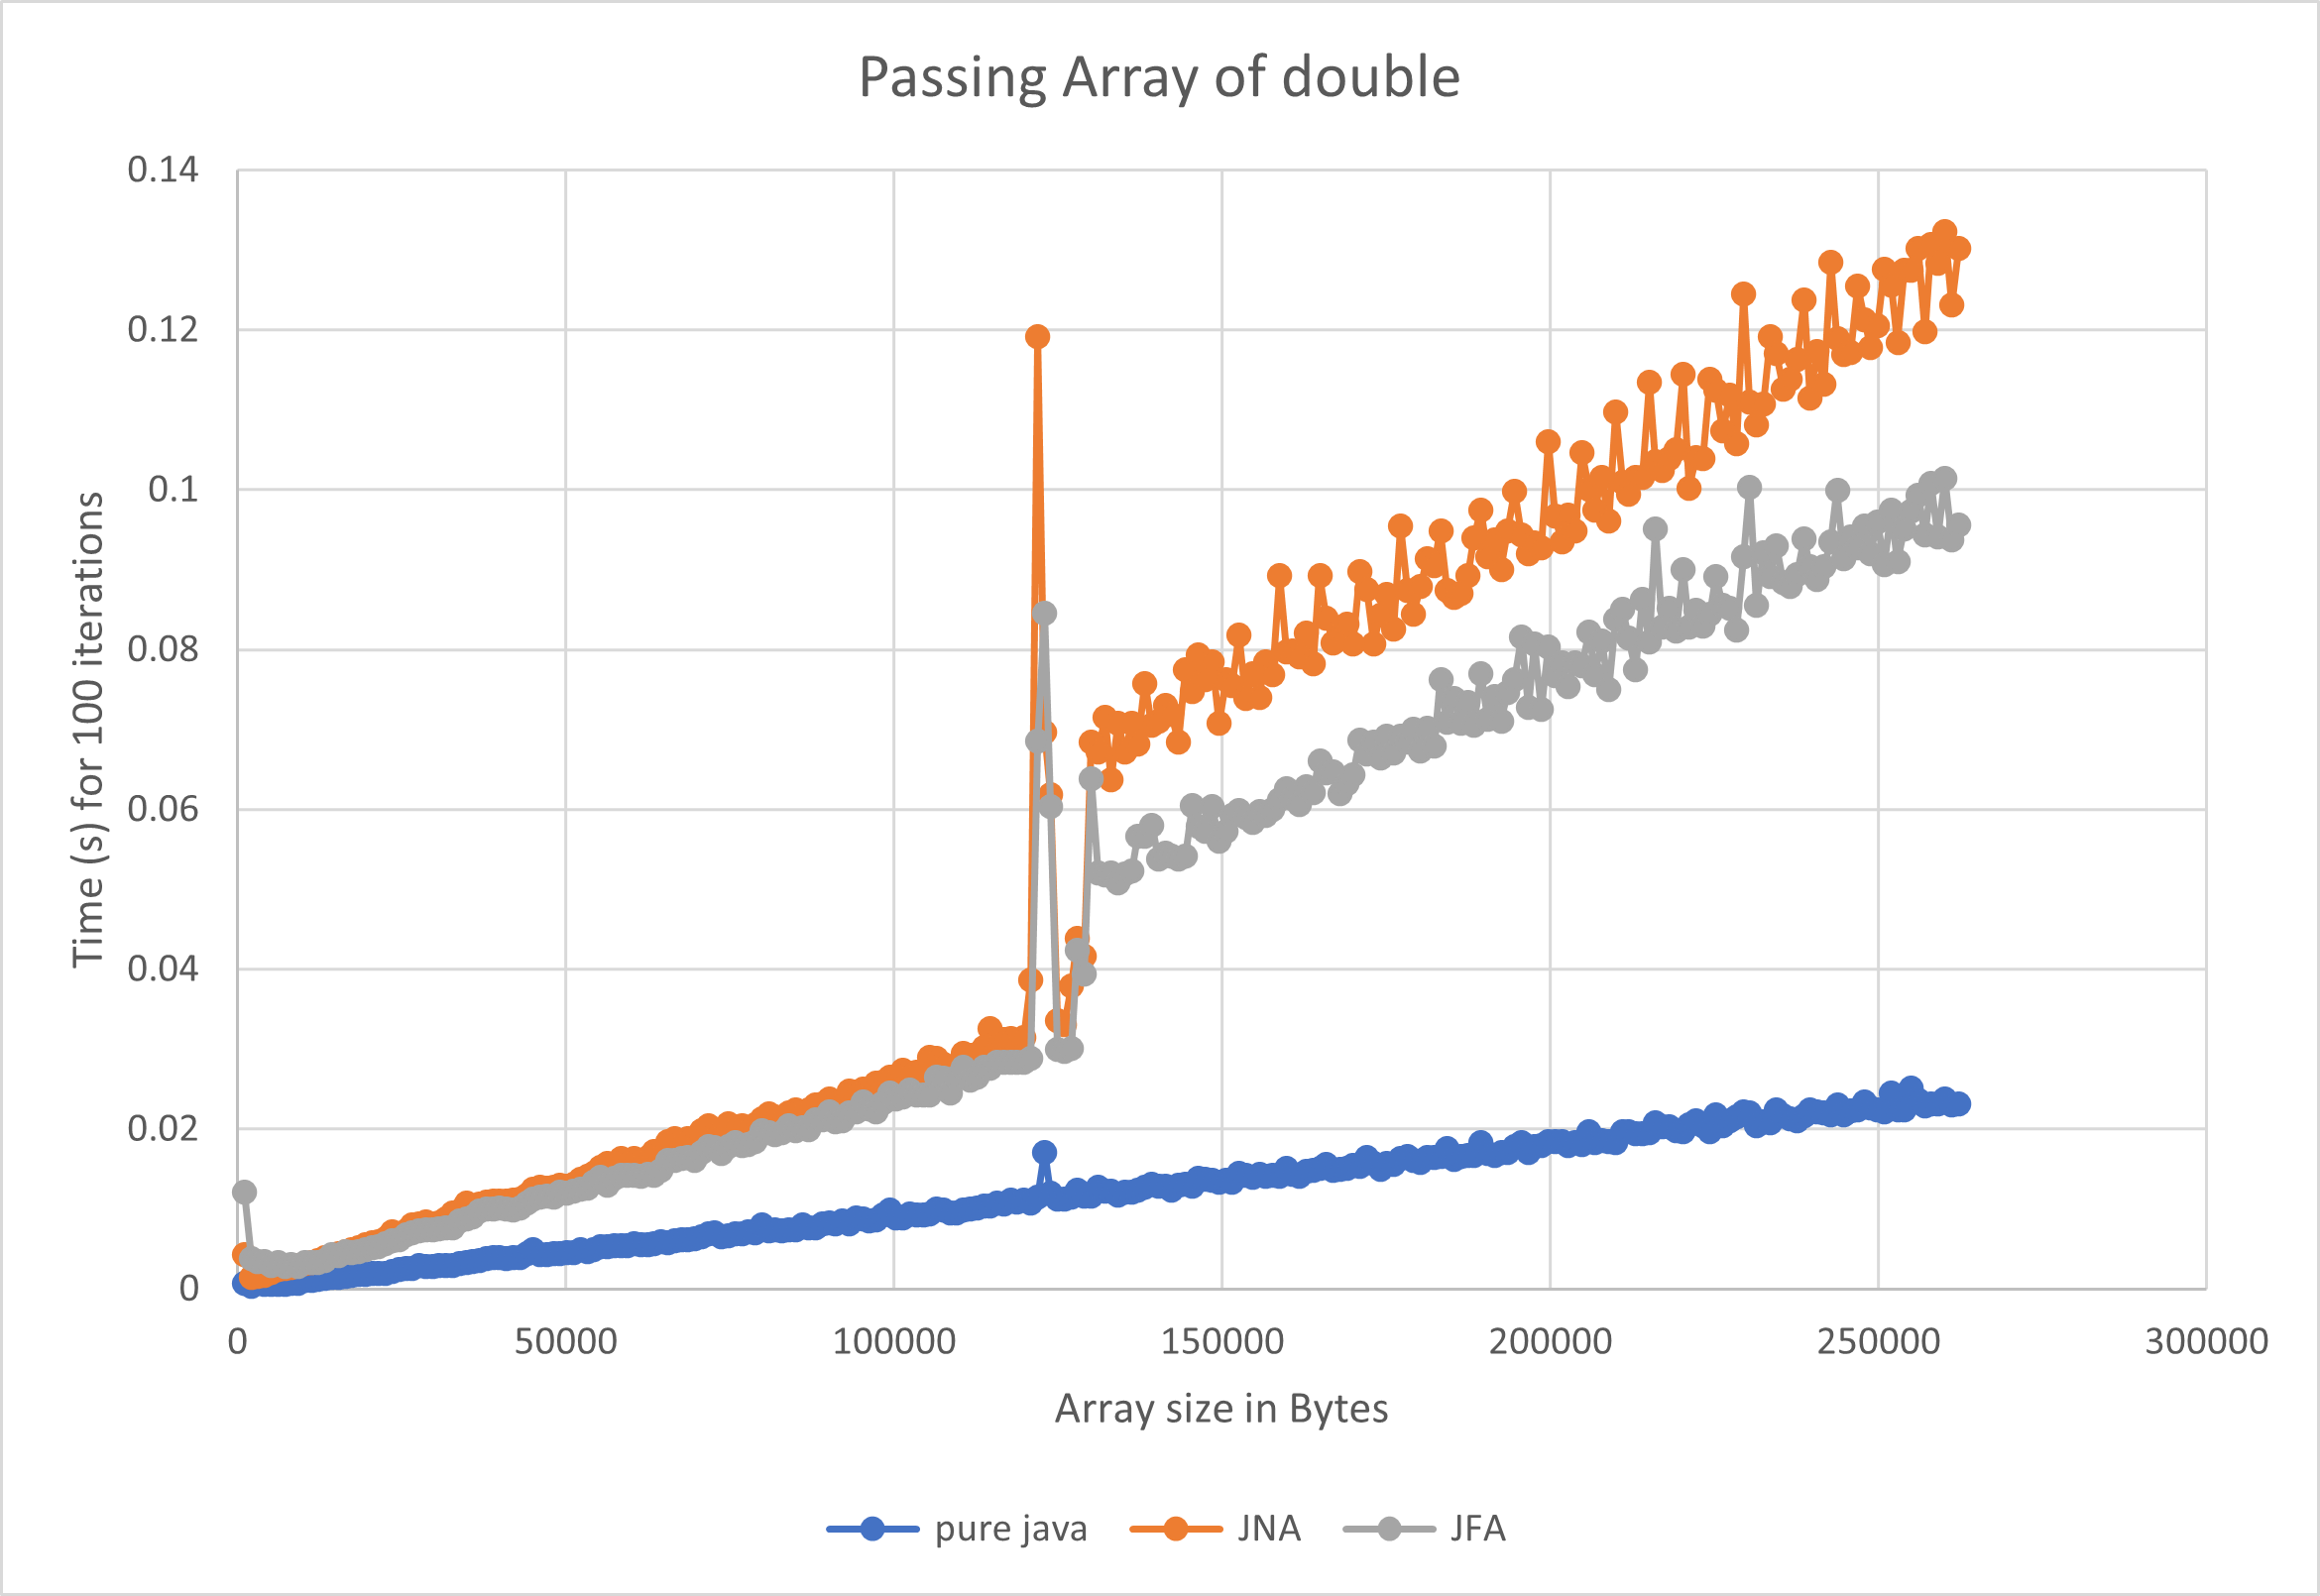 Passing Array of double
0.14
0.12
0.1
0.08
0.06
0.04
0.02
0
Time (s) for 100 iterations
0 50000 100000 150000 200000 250000 300000
Array size in Bytes
pure java JNA JFA